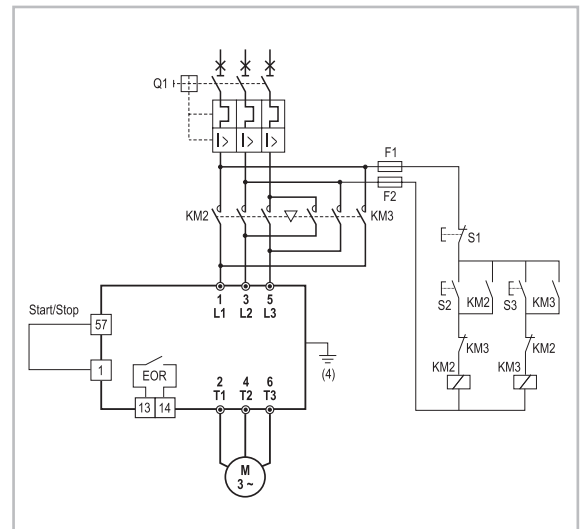 Q1
F1
F2
KM2
KM3
S1
S2
KM2
S3
KM3
KM3
KM2
KM2
KM3
1 3 5
L1 L2 L3
Start/Stop
57
1
EOR
13 14
(4)
2 4 6
T1 T2 T3
M
3 ~